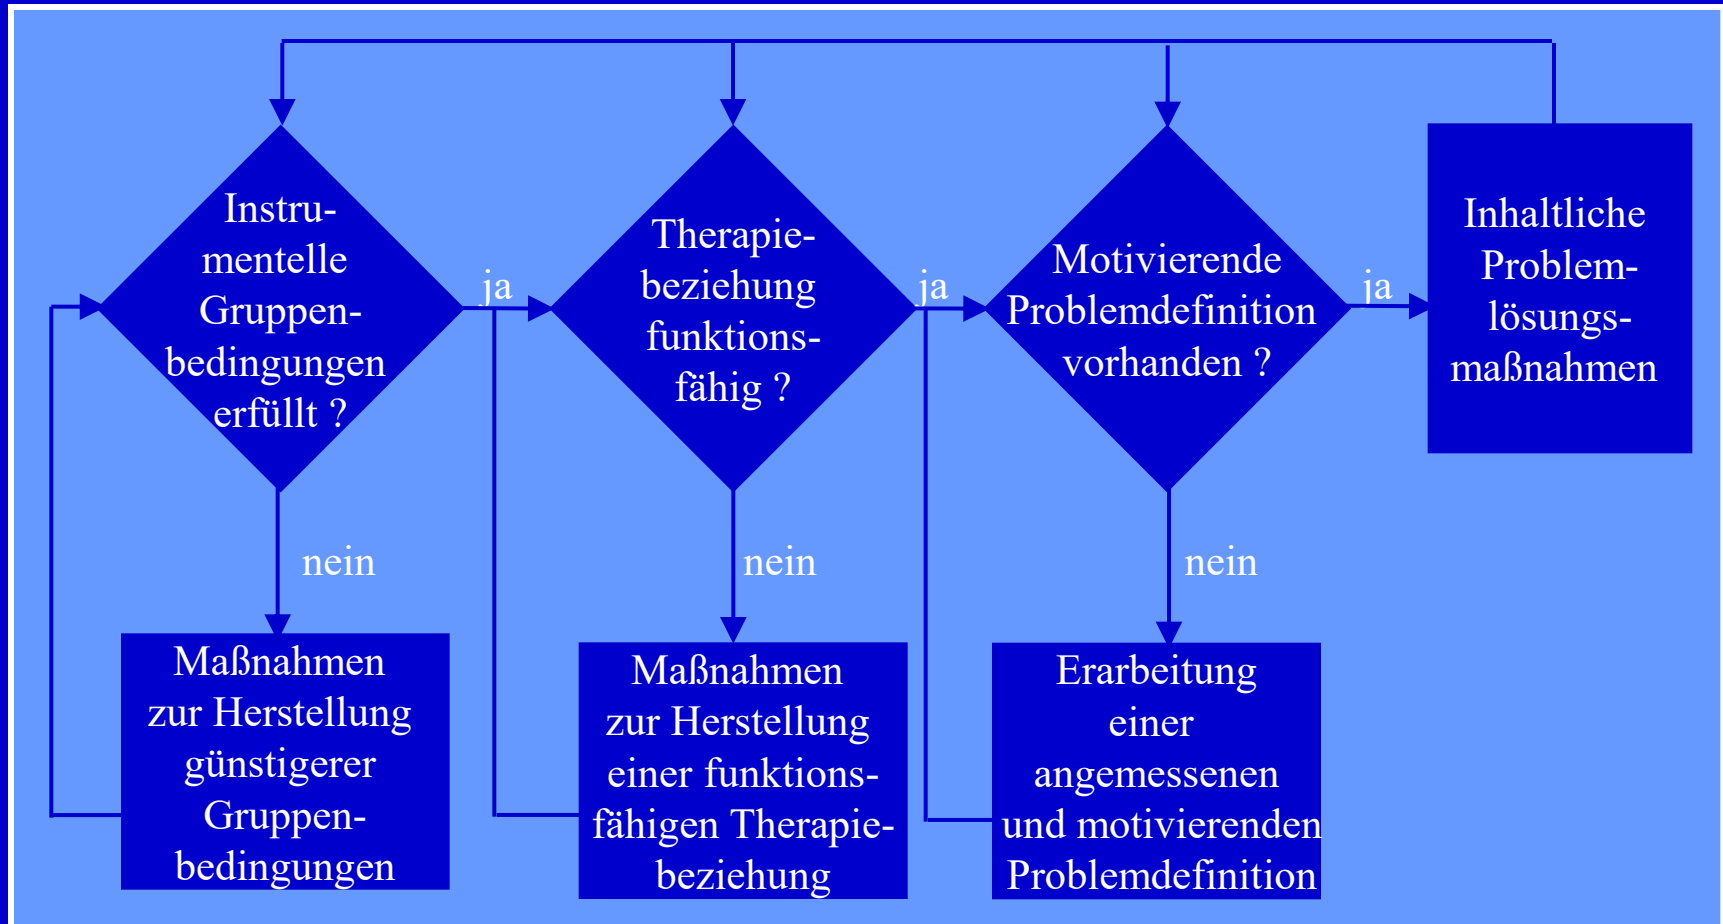 Instru-
mentelle
Gruppen-
bedingungen
erfüllt ?
ja
Therapie-
beziehung
funktions-
fähig ?
ja
Motivierende
Problemdefinition
vorhanden ?
ja
Inhaltliche
Problem-
lösungs-
maßnahmen
nein
nein
nein
Maßnahmen
zur Herstellung
günstigerer
Gruppen-
bedingungen
Maßnahmen
zur Herstellung
einer funktions-
fähigen Therapie-
beziehung
Erarbeitung
einer
angemessenen
und motivierenden
Problemdefinition